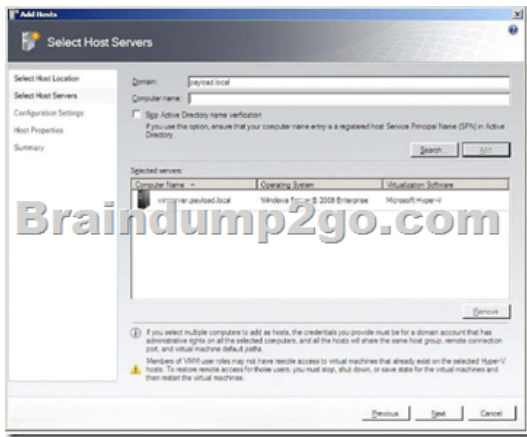 Add Hosts
Select Host Servers
Select Host Location
Select Host Servers
Configuration Settings
Host Properties
Summary
Domain:
payload.local
Computer name:
Skip Active Directory name verification
If you use this option, ensure that your computer name entry is a registered host Service Principal Name (SPN) in Active
Directory.
Search...
Add
Selected servers:
Computer Name
Operating System
Virtualization Software
.payload.local
Windows 2008 Enterprise
Microsoft Hyper-V
Braindump2go.com
Remove
If you select multiple computers to add as hosts, the credentials you provide must be for a domain account that has
administrative rights on all the selected computers, and all the hosts will share the same host group, remote connection
port, and virtual machine default paths.
Members of VMM user roles may not have remote access to virtual machines that already exist on the selected Hyper-V
hosts. To restore remote access for those users, you must stop, shut down, or save state for the virtual machines and
then restart the virtual machines.
Previous
Next
Cancel